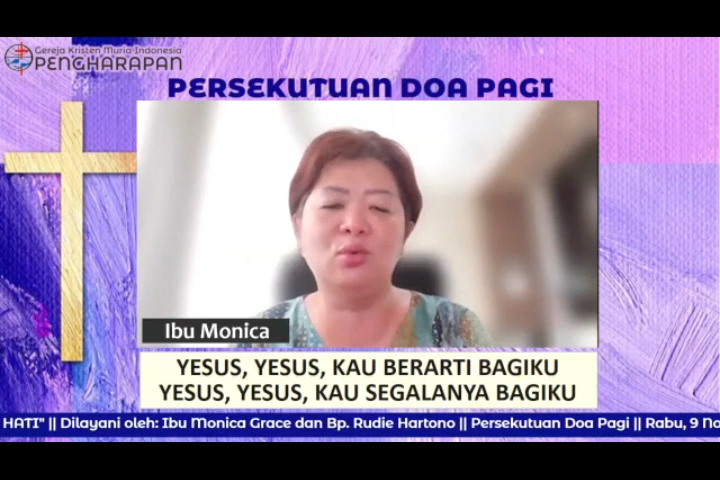 Gereja Kristen Muria Indonesia
PENGHARAPAN
PERSEKUTUAN DOA PAGI
Ibu Monica
YESUS, YESUS, KAU BERARTI BAGIKU
YESUS, YESUS, KAU SEGALANYA BAGIKU
HATI" || Dilayani oleh: Ibu Monica Grace dan Bp. Rudie Hartono || Persekutuan Doa Pagi || Rabu, 9 No